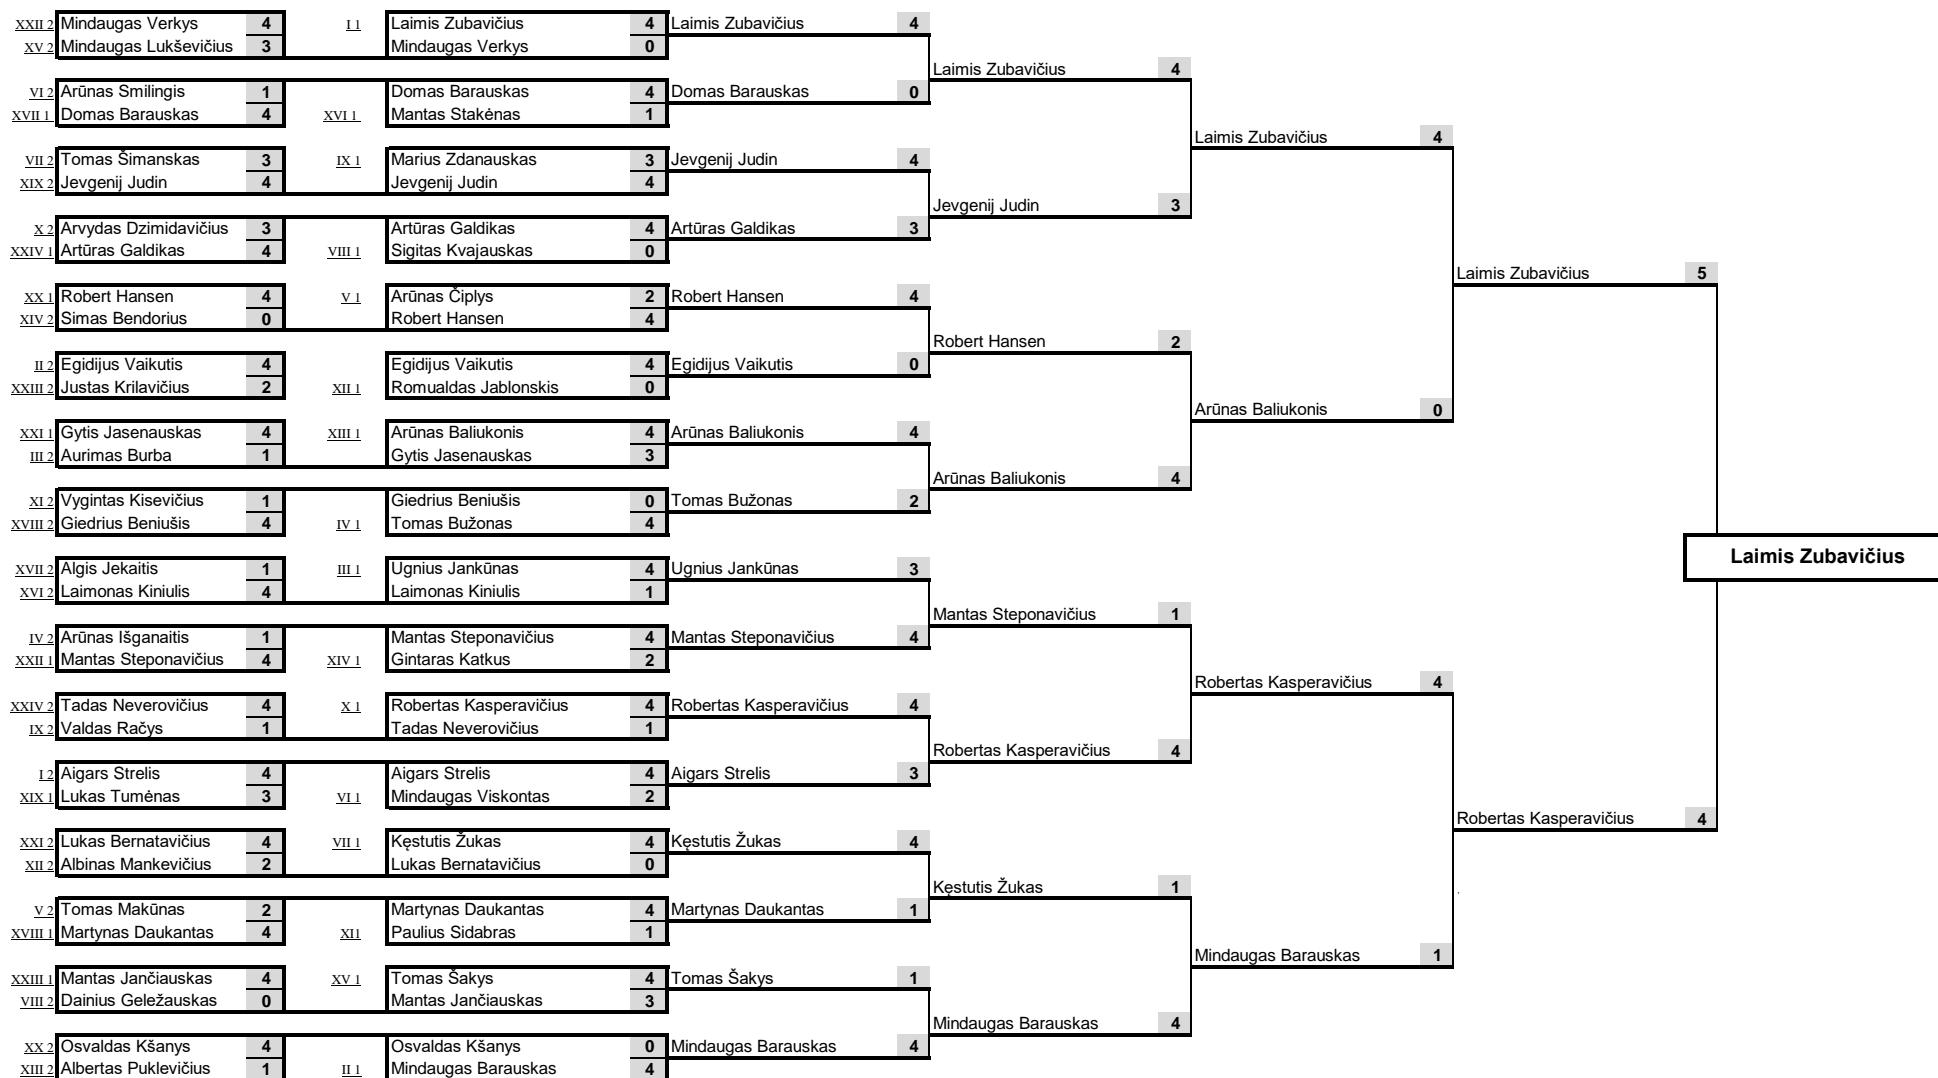 XXII 2 Mindaugas Verkys 4 I 1 Laimis Zubavičius 4 Laimis Zubavičius 4
XV 2 Mindaugas Lukševičius 3 Mindaugas Verkys 0
Laimis Zubavičius 4
VI 2 Arūnas Smilingis 1 Domas Barauskas 4 Domas Barauskas 0
XVII 1 Domas Barauskas 4 XVI 1 Mantas Stakėnas 1
Laimis Zubavičius 4
VII 2 Tomas Šimanskas 3 IX 1 Marius Zdanauskas 3 Jevgenij Judin 4
XIX 2 Jevgenij Judin 4 Jevgenij Judin 4
Jevgenij Judin 3
X 2 Arvydas Dzimidavičius 3 Artūras Galdikas 4 Artūras Galdikas 3
XXIV 1 Artūras Galdikas 4 VIII 1 Sigitas Kvajauskas 0
Laimis Zubavičius 5
XX 1 Robert Hansen 4 V 1 Arūnas Čiplys 2 Robert Hansen 4
XIV 2 Simas Bendorius 0 Robert Hansen 4
Robert Hansen 2
II 2 Egidijus Vaikutis 4 Egidijus Vaikutis 4 Egidijus Vaikutis 0
XXIII 2 Justas Krilavičius 2 XII 1 Romualdas Jablonskis 0
Arūnas Baliukonis 0
XXI 1 Gytis Jasenauskas 4 XIII 1 Arūnas Baliukonis 4 Arūnas Baliukonis 4
III 2 Aurimas Burba 1 Gytis Jasenauskas 3
Arūnas Baliukonis 4
XI 2 Vygintas Kisevičius 1 Giedrius Beniušis 0 Tomas Bužonas 2
XVIII 2 Giedrius Beniušis 4 IV 1 Tomas Bužonas 4
Laimis Zubavičius
XVII 2 Algis Jekaitis 1 III 1 Ugnius Jankūnas 4 Ugnius Jankūnas 3
XVI 2 Laimonas Kiniulis 4 Laimonas Kiniulis 1
Mantas Steponavičius 1
IV 2 Arūnas Išganaitis 1 Mantas Steponavičius 4 Mantas Steponavičius 4
XXII 1 Mantas Steponavičius 4 XIV 1 Gintaras Katkus 2
Robertas Kasperavičius 4
XXIV 2 Tadas Neverovičius 4 X 1 Robertas Kasperavičius 4 Robertas Kasperavičius 4
IX 2 Valdas Račys 1 Tadas Neverovičius 1
Robertas Kasperavičius 4
I 2 Aigars Strelis 4 Aigars Strelis 4 Aigars Strelis 3
XIX 1 Lukas Tumėnas 3 VI 1 Mindaugas Viskontas 2
Robertas Kasperavičius 4
XXI 2 Lukas Bernatavičius 4 VII 1 Kęstutis Žukas 4 Kęstutis Žukas 4
XII 2 Albinas Mankevičius 2 Lukas Bernatavičius 0
Kęstutis Žukas 1
V 2 Tomas Makūnas 2 Martynas Daukantas 4 Martynas Daukantas 1
XVIII 1 Martynas Daukantas 4 XI1 Paulius Sidabras 1
Mindaugas Barauskas 1
XXIII 1 Mantas Jančiauskas 4 XV 1 Tomas Šakys 4 Tomas Šakys 1
VIII 2 Dainius Geležauskas 0 Mantas Jančiauskas 3
Mindaugas Barauskas 4
XX 2 Osvaldas Kšanys 4 Osvaldas Kšanys 0 Mindaugas Barauskas 4
XIII 2 Albertas Puklevičius 1 II 1 Mindaugas Barauskas 4